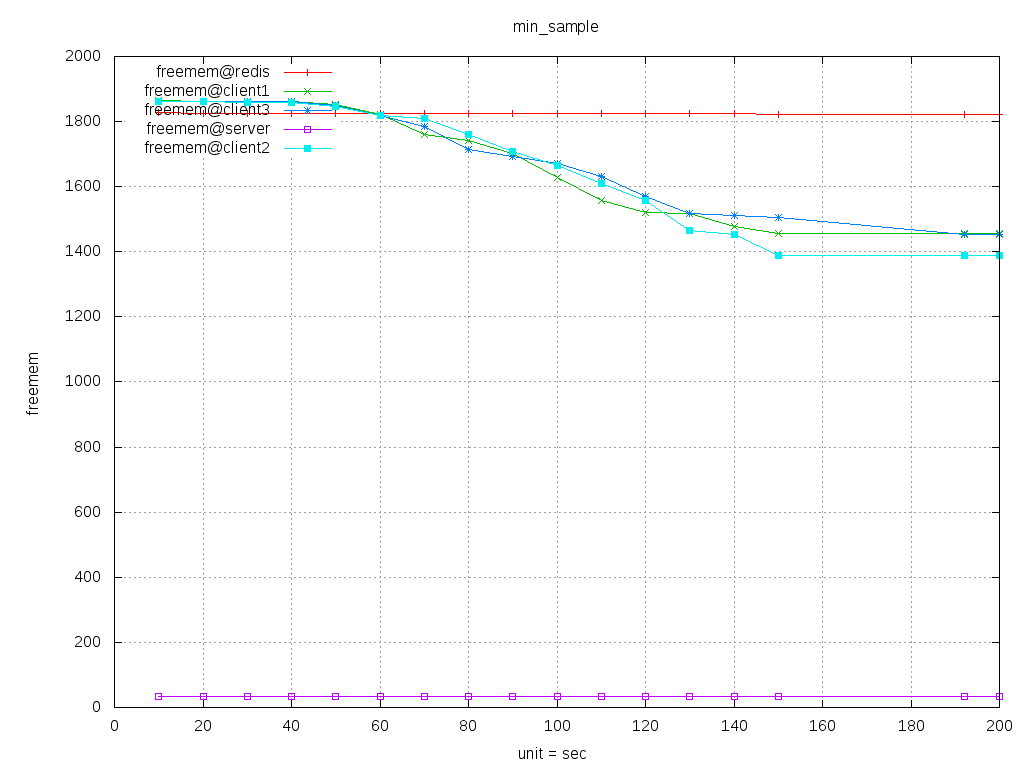 min_sample
2000
1800
1600
1400
1200
1000
800
600
400
200
0
freemem
freemem@redis
freemem@client1
freemem@client3
freemem@server
freemem@client2
0 20 40 60 80 100 120 140 160 180 200
unit = sec